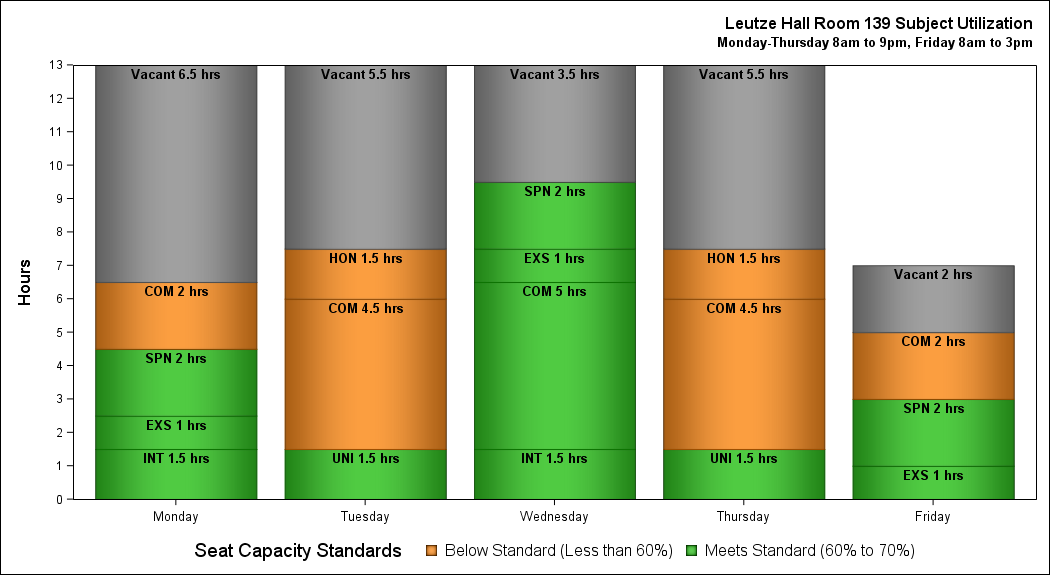 Leutze Hall Room 139 Subject Utilization
Monday-Thursday 8am to 9pm, Friday 8am to 3pm
Hours
13
12
11
10
9
8
7
6
5
4
3
2
1
0
Vacant 6.5 hrs
COM 2 hrs
SPN 2 hrs
EXS 1 hrs
INT 1.5 hrs
Vacant 5.5 hrs
HON 1.5 hrs
COM 4.5 hrs
UNI 1.5 hrs
Vacant 3.5 hrs
SPN 2 hrs
EXS 1 hrs
COM 5 hrs
INT 1.5 hrs
Vacant 5.5 hrs
HON 1.5 hrs
COM 4.5 hrs
UNI 1.5 hrs
Vacant 2 hrs
COM 2 hrs
SPN 2 hrs
EXS 1 hrs
Monday Tuesday Wednesday Thursday Friday
Seat Capacity Standards Below Standard (Less than 60%) Meets Standard (60% to 70%)